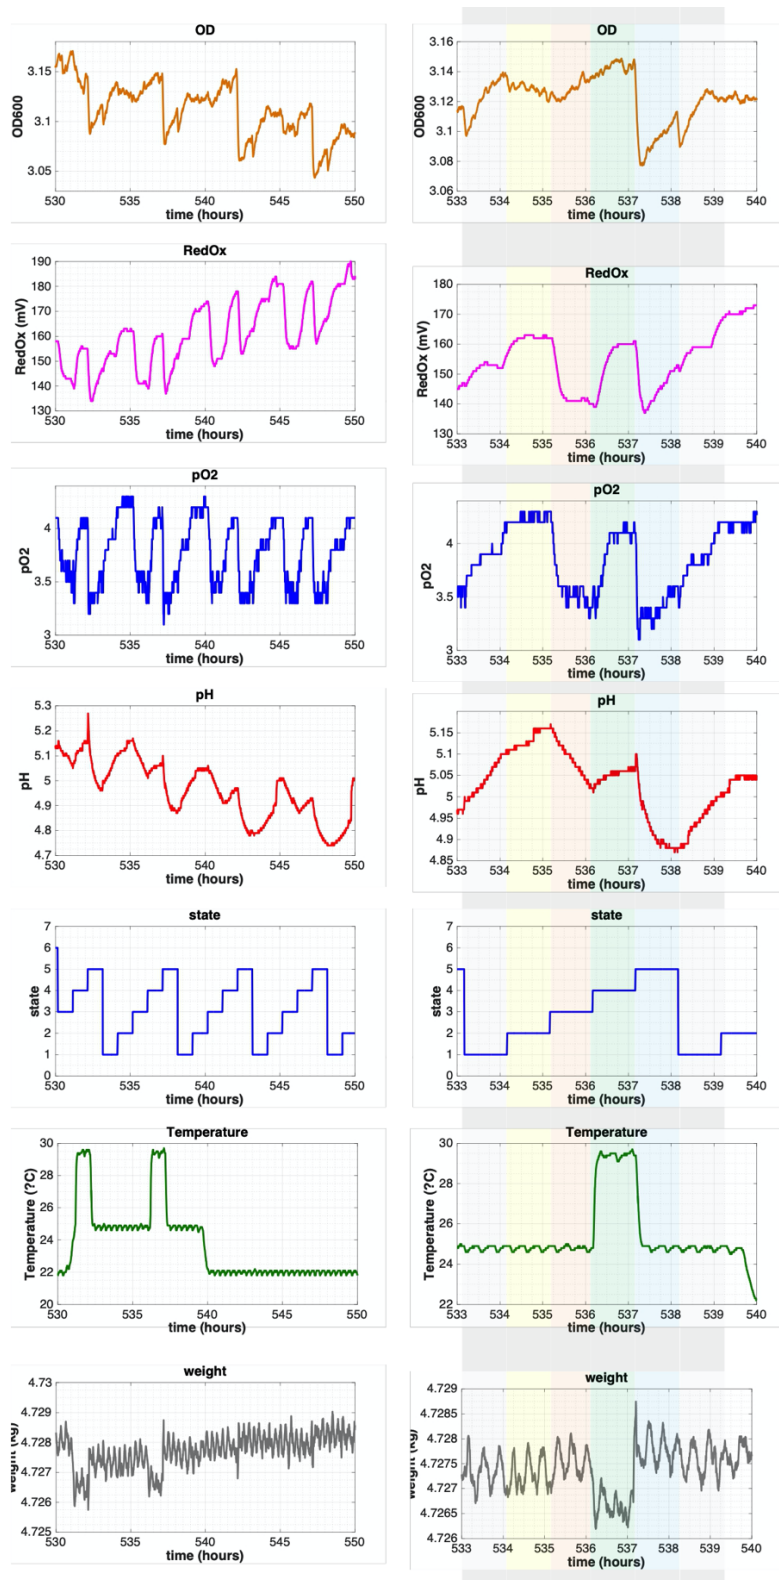 OD
3.15
3.1
3.05
OD600
530 535 540 545 550
time (hours)
OD
3.16
3.14
3.12
3.1
3.08
3.06
OD600
533 534 535 536 537 538 539 540
time (hours)
RedOx
190
180
170
160
150
140
130
RedOx (mV)
530 535 540 545 550
time (hours)
RedOx
180
170
160
150
140
130
RedOx (mV)
533 534 535 536 537 538 539 540
time (hours)
pO2
4
3.5
3
pO2
530 535 540 545 550
time (hours)
pO2
4
3.5
3
pO2
533 534 535 536 537 538 539 540
time (hours)
pH
5.3
5.2
5.1
5
4.9
4.8
4.7
pH
530 535 540 545 550
time (hours)
pH
5.15
5.1
5.05
5
4.95
4.9
4.85
pH
533 534 535 536 537 538 539 540
time (hours)
state
7
6
5
4
3
2
1
0
state
530 535 540 545 550
time (hours)
state
7
6
5
4
3
2
1
0
state
533 534 535 536 537 538 539 540
time (hours)
Temperature
30
28
26
24
22
20
Temperature (?C)
530 535 540 545 550
time (hours)
Temperature
30
28
26
24
22
Temperature (?C)
533 534 535 536 537 538 539 540
time (hours)
weight
4.73
4.729
4.728
4.727
4.726
4.725
weight (kg)
530 535 540 545 550
time (hours)
weight
4.729
4.7285
4.728
4.7275
4.727
4.7265
4.726
weight (kg)
533 534 535 536 537 538 539 540
time (hours)